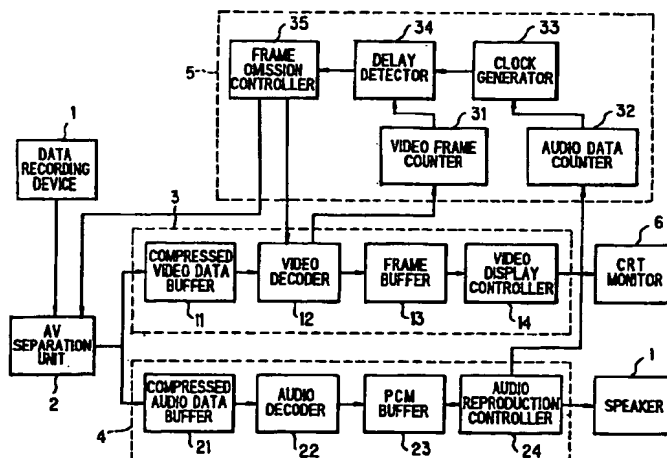 35
34
33
FRAME
OMISSION
CONTROLLER
DELAY
DETECTOR
CLOCK
GENERATOR
5
31
32
VIDEO FRAME
COUNTER
AUDIO DATA
COUNTER
1
DATA
RECORDING
DEVICE
3
6
COMPRESSED
VIDEO DATA
BUFFER
VIDEO
DECODER
FRAME
BUFFER
VIDEO
DISPLAY
CONTROLLER
CRT
MONITOR
11
12
13
14
AV
SEPARATION
UNIT
2
1
COMPRESSED
AUDIO DATA
BUFFER
AUDIO
DECODER
PCM
BUFFER
AUDIO
REPRODUCTION
CONTROLLER
SPEAKER
4
21
22
23
24